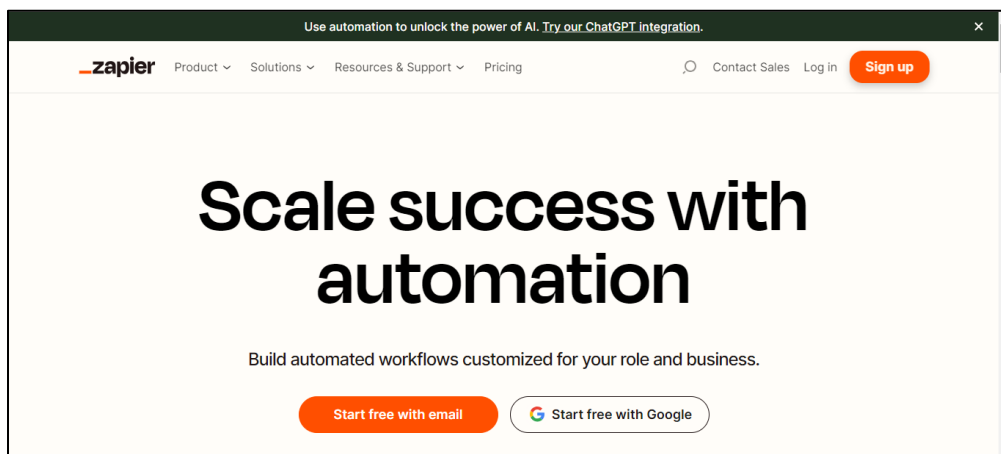 Use automation to unlock the power of AI. Try our ChatGPT integration.
zapier Product Solutions Resources & Support Pricing Contact Sales Log in Sign up
Scale success with
automation
Build automated workflows customized for your role and business.
Start free with email G Start free with Google